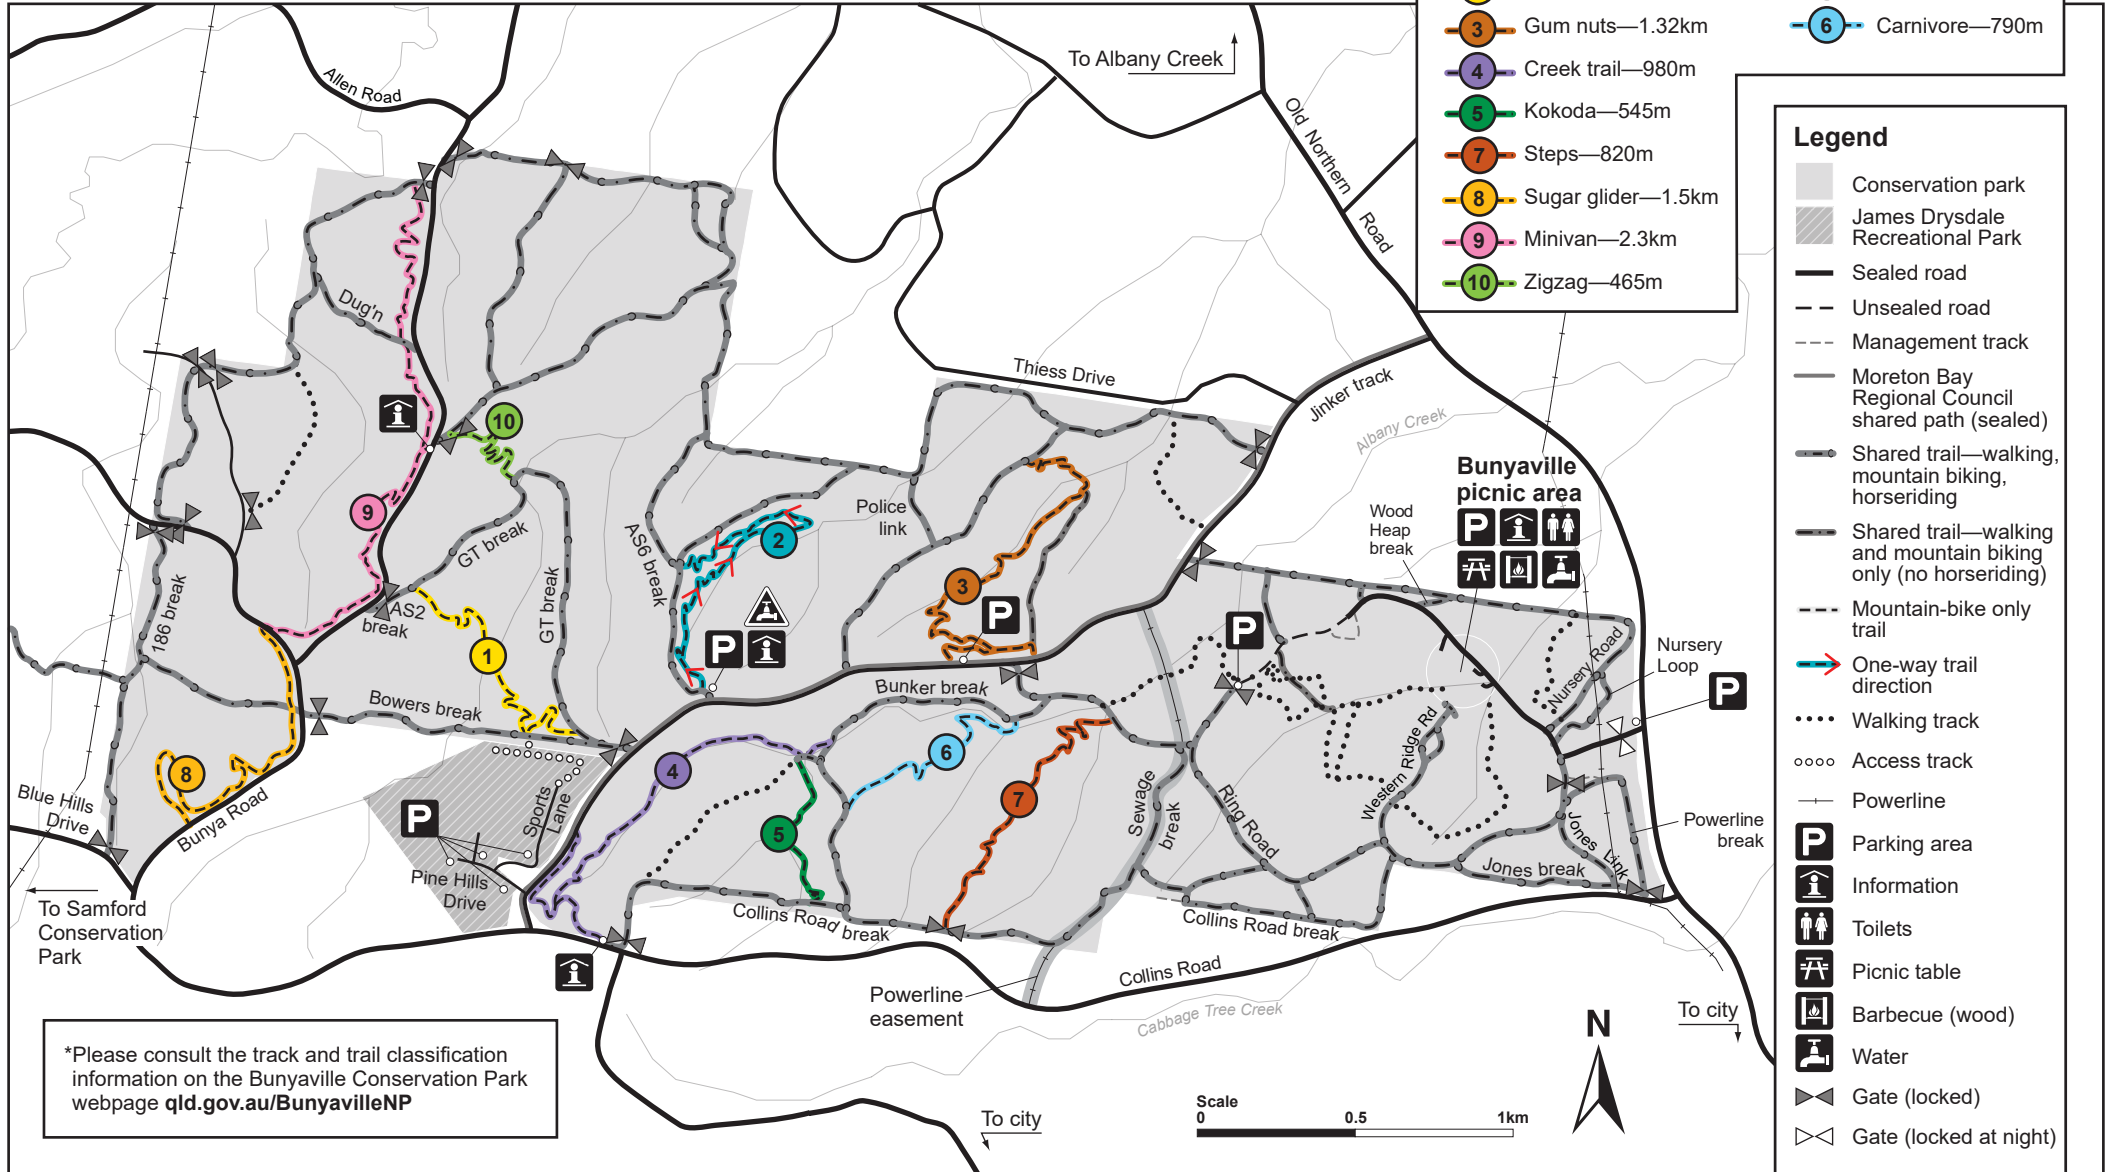 3 Gum nuts—1.32km
4 Creek trail—980m
5 Kokoda—545m
7 Steps—820m
8 Sugar glider—1.5km
9 Minivan—2.3km
10 Zigzag—465m
6 Carnivore—790m
Legend
Conservation park
James Drysdale
Recreational Park
Sealed road
Unsealed road
Management track
Moreton Bay
Regional Council
shared path (sealed)
Shared trail—walking,
mountain biking,
horseriding
Shared trail—walking
and mountain biking
only (no horseriding)
Mountain-bike only
trail
One-way trail
direction
Walking track
Access track
Powerline
P Parking area
Information
Toilets
Picnic table
Barbecue (wood)
Water
Gate (locked)
Gate (locked at night)
To Albany Creek
Allen Road
Old Northern
Road
Dug'n
Thiess Drive
Jinker track
Albany Creek
10
9
GT break
GT break
AS2
break
186 break
1
AS6 break
2
P
Police
link
3
P
Bunyaville
picnic area
P
Wood
Heap
break
P
Nursery Road
Nursery
Loop
P
Bowers break
Bunker break
8
Blue Hills
Drive
Bunya Road
To Samford
Conservation
Park
P
Sports
Lane
Pine Hills
Drive
4
5
6
7
Sewage
break
Ring Road
Western Ridge Rd
Jones
Link
Jones break
Powerline
break
Collins Road break
Collins Road break
Collins Road
Powerline
easement
Cabbage Tree Creek
To city
To city
N
Scale
0 0.5 1km
*Please consult the track and trail classification
information on the Bunyaville Conservation Park
webpage qld.gov.au/BunyavilleNP